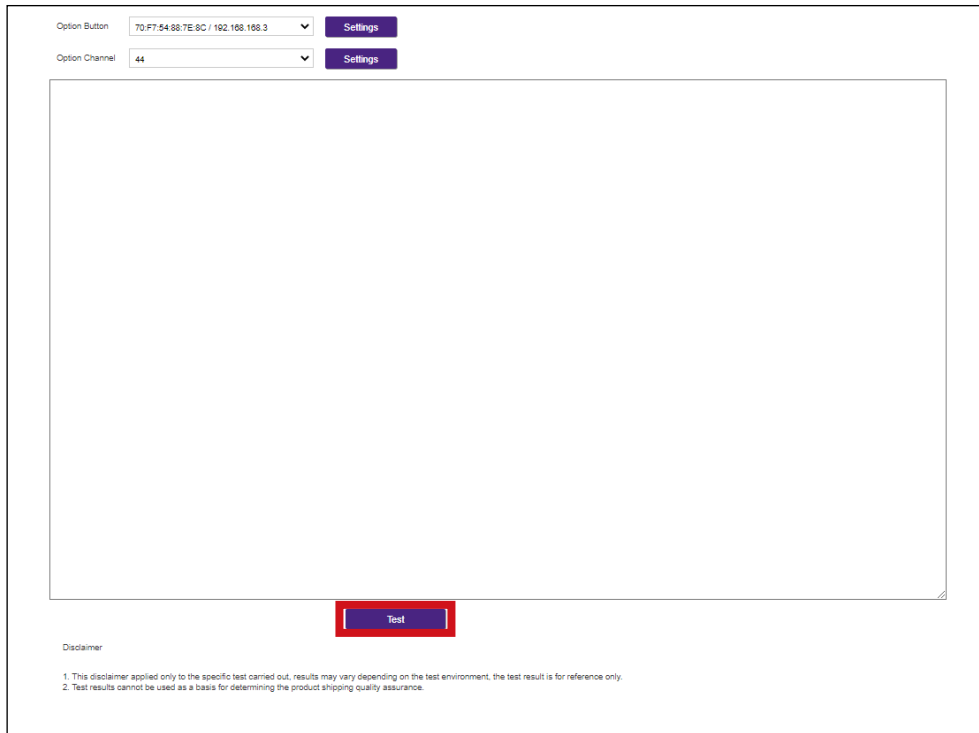 Option Button 70:F7:54:88:7E:8C / 192.168.168.3 Settings
Option Channel 44 Settings
Test
Disclaimer
1. This disclaimer applied only to the specific test carried out, results may vary depending on the test environment, the test result is for reference only.
2. Test results cannot be used as a basis for determining the product shipping quality assurance.